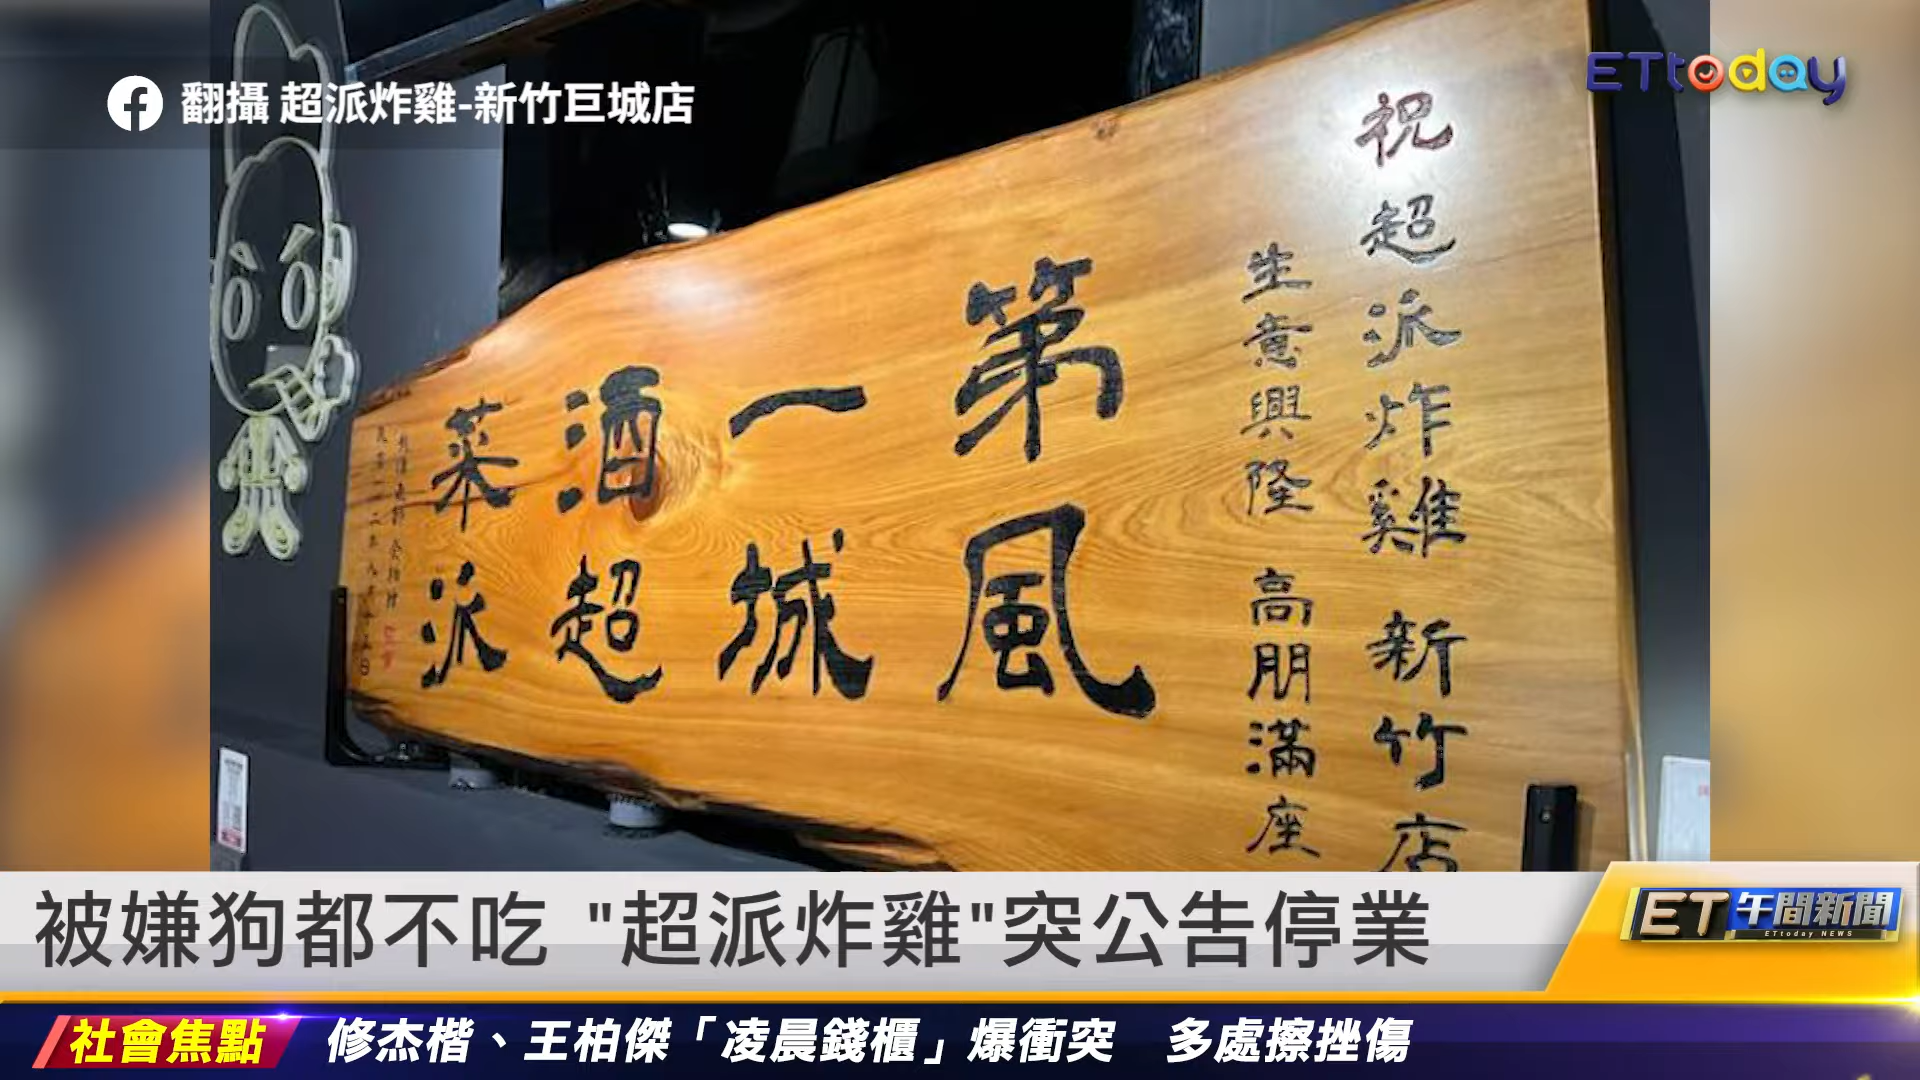 翻攝 超派炸雞-新竹巨城店
ETtoday
祝超派炸雞 新竹店
生意興隆 高朋滿座
第風
一城
酒超
菜派
被嫌狗都不吃 "超派炸雞"突公告停業
ET午間新聞
ETtoday NEWS
社會焦點
修杰楷、王柏傑「凌晨錢櫃」爆衝突 多處擦挫傷